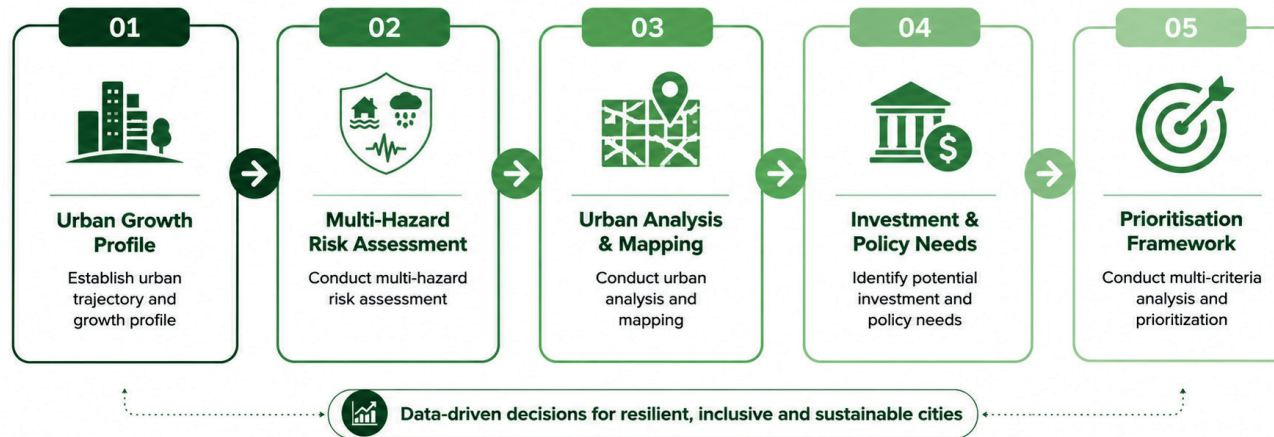 01
Urban Growth
Profile
Establish urban
trajectory and
growth profile
02
Multi-Hazard
Risk Assessment
Conduct multi-hazard
risk assessment
03
Urban Analysis
& Mapping
Conduct urban
analysis and
mapping
04
$
Investment &
Policy Needs
Identify potential
investment and
policy needs
05
Prioritisation
Framework
Conduct multi-criteria
analysis and
prioritization
Data-driven decisions for resilient, inclusive and sustainable cities